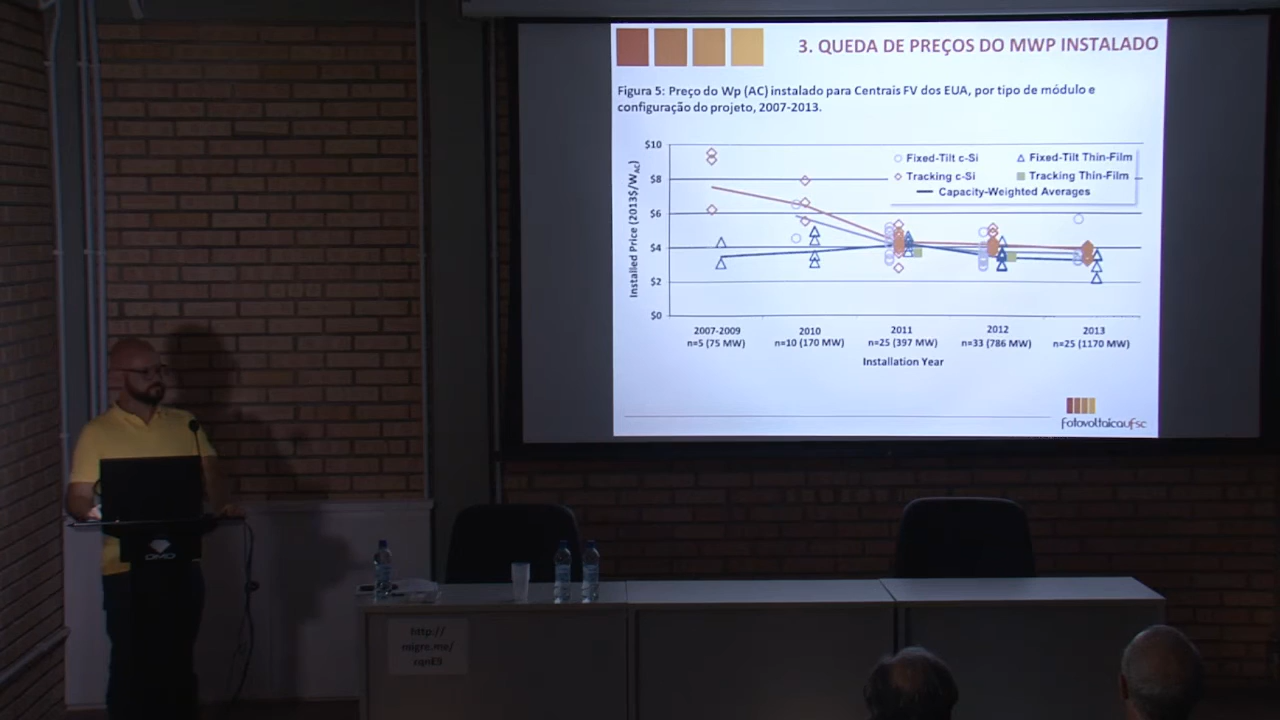 3. QUEDA DE PREÇOS DO MWP INSTALADO
Figura 5: Preço do Wp (AC) instalado para Centrais FV dos EUA, por tipo de módulo e
configuração do projeto, 2007-2013.
Installed Price (2013$/WAC)
$10
$8
$6
$4
$2
$0
Fixed-Tilt c-Si
Fixed-Tilt Thin-Film
Tracking c-Si
Tracking Thin-Film
Capacity-Weighted Averages
2007-2009
n=5 (75 MW)
2010
n=10 (170 MW)
2011
n=25 (397 MW)
2012
n=33 (786 MW)
2013
n=25 (1170 MW)
Installation Year
fotovoltaicaufsc
http://
migre.me/